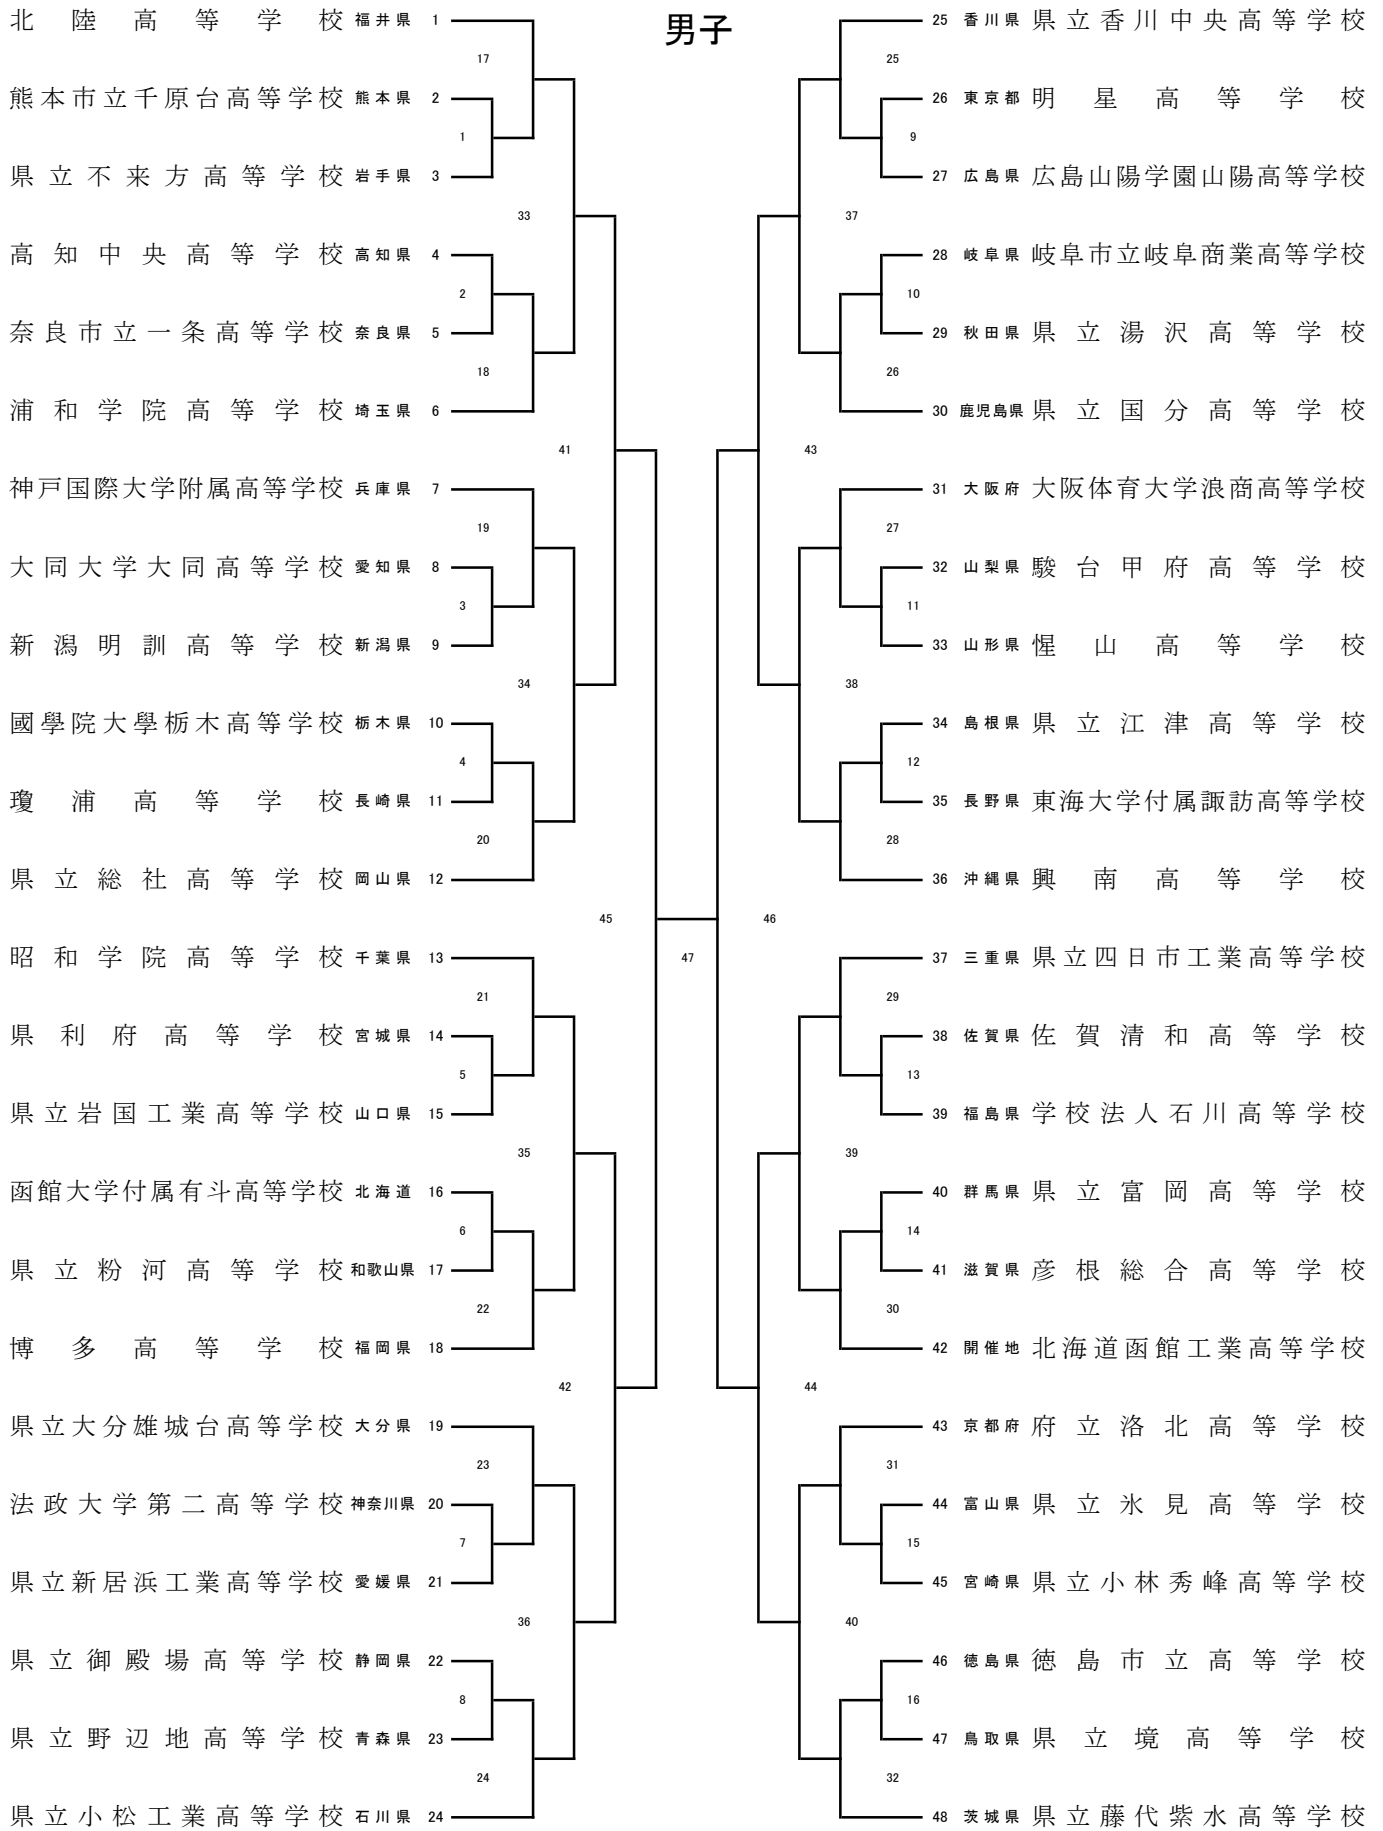 男子
北陸高等学校 福井県 1
17
熊本市立千原台高等学校 熊本県 2
1
県立不来方高等学校 岩手県 3
33
高知中央高等学校 高知県 4
2
奈良市立一条高等学校 奈良県 5
18
浦和学院高等学校 埼玉県 6
41
神戸国際大学附属高等学校 兵庫県 7
19
大同大学大同高等学校 愛知県 8
3
新潟明訓高等学校 新潟県 9
34
國學院大學栃木高等学校 栃木県 10
4
瓊浦高等学校 長崎県 11
20
県立総社高等学校 岡山県 12
45
昭和学院高等学校 千葉県 13
21
県利府高等学校 宮城県 14
5
県立岩国工業高等学校 山口県 15
35
函館大学付属有斗高等学校 北海道 16
6
県立粉河高等学校 和歌山県 17
22
博多高等学校 福岡県 18
42
県立大分雄城台高等学校 大分県 19
23
法政大学第二高等学校 神奈川県 20
7
県立新居浜工業高等学校 愛媛県 21
36
県立御殿場高等学校 静岡県 22
8
県立野辺地高等学校 青森県 23
24
県立小松工業高等学校 石川県 24
47
25 香川県 県立香川中央高等学校
25
26 東京都 明星高等学校
9
27 広島県 広島山陽学園山陽高等学校
37
28 岐阜県 岐阜市立岐阜商業高等学校
10
29 秋田県 県立湯沢高等学校
26
30 鹿児島県 県立国分高等学校
43
31 大阪府 大阪体育大学浪商高等学校
27
32 山梨県 駿台甲府高等学校
11
33 山形県 惺山高等学校
38
34 島根県 県立江津高等学校
12
35 長野県 東海大学付属諏訪高等学校
28
36 沖縄県 興南高等学校
46
37 三重県 県立四日市工業高等学校
29
38 佐賀県 佐賀清和高等学校
13
39 福島県 学校法人石川高等学校
39
40 群馬県 県立富岡高等学校
14
41 滋賀県 彦根総合高等学校
30
42 開催地 北海道函館工業高等学校
44
43 京都府 府立洛北高等学校
31
44 富山県 県立氷見高等学校
15
45 宮崎県 県立小林秀峰高等学校
40
46 徳島県 徳島市立高等学校
16
47 鳥取県 県立境高等学校
32
48 茨城県 県立藤代紫水高等学校